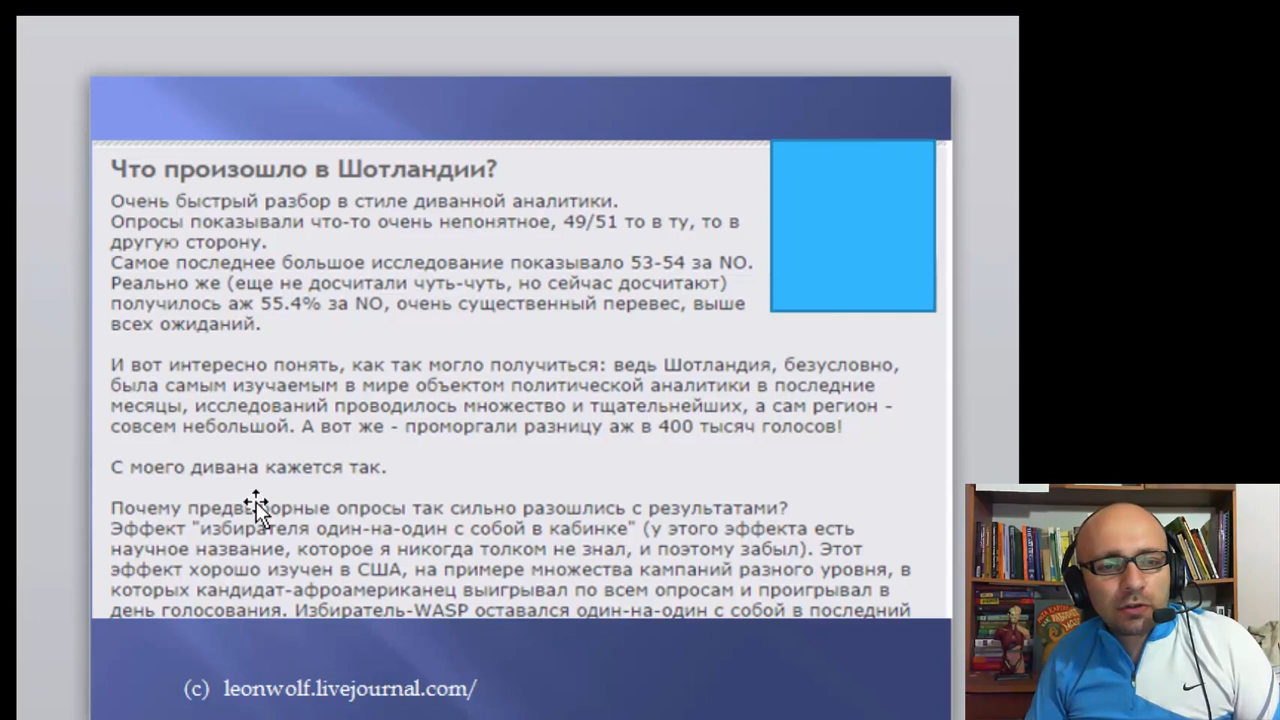 Что произошло в Шотландии?
Очень быстрый разбор в стиле диванной аналитики.
Опросы показывали что-то очень непонятное, 49/51 то в ту, то в
другую сторону.
Самое последнее большое исследование показывало 53-54 за NO.
Реально же (еще не досчитали чуть-чуть, но сейчас досчитают)
получилось аж 55.4% за NO, очень существенный перевес, выше
всех ожиданий.
И вот интересно понять, как так могло получиться: ведь Шотландия, безусловно,
была самым изучаемым в мире объектом политической аналитики в последние
месяцы, исследований проводилось множество и тщательнейших, а сам регион -
совсем небольшой. А вот же - проморгали разницу аж в 400 тысяч голосов!
С моего дивана кажется так.
Почему предвыборные опросы так сильно разошлись с результатами?
Эффект "избирателя один-на-один с собой в кабинке" (у этого эффекта есть
научное название, которое я никогда толком не знал, и поэтому забыл). Этот
эффект хорошо изучен в США, на примере множества кампаний разного уровня, в
которых кандидат-афроамериканец выигрывал по всем опросам и проигрывал в
день голосования. Избиратель-WASP оставался один-на-один с собой в последний
(c) leonwolf.livejournal.com/